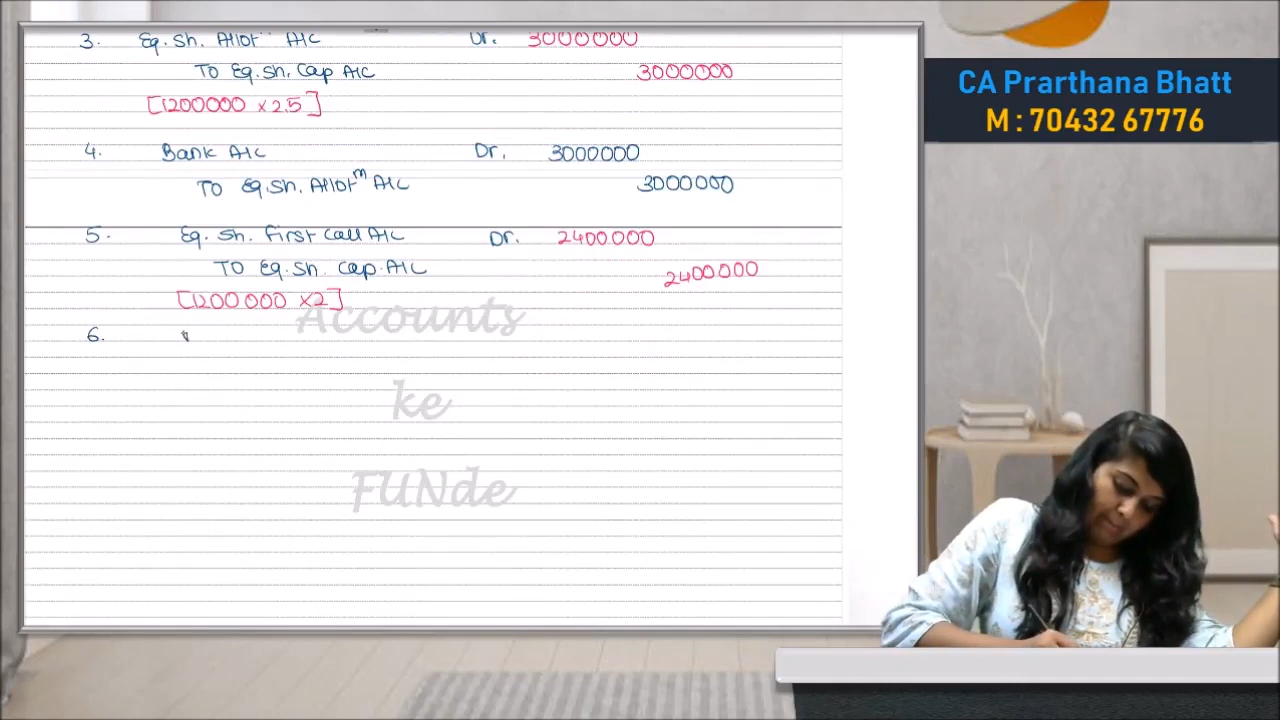 3. Eq. Sh. Allotm A/c Dr. 3000000
To Eq. Sh. Cap A/c 3000000
[1200000 x 2.5]
4. Bank A/c Dr. 3000000
To Eq. Sh. Allotm A/c 3000000
5. Eq. Sh. First Call A/c Dr. 2400000
To Eq. Sh. Cap. A/c 2400000
[1200000 x 2]
6.
Accounts
ke
FUNde
CA Prarthana Bhatt
M : 70432 67776